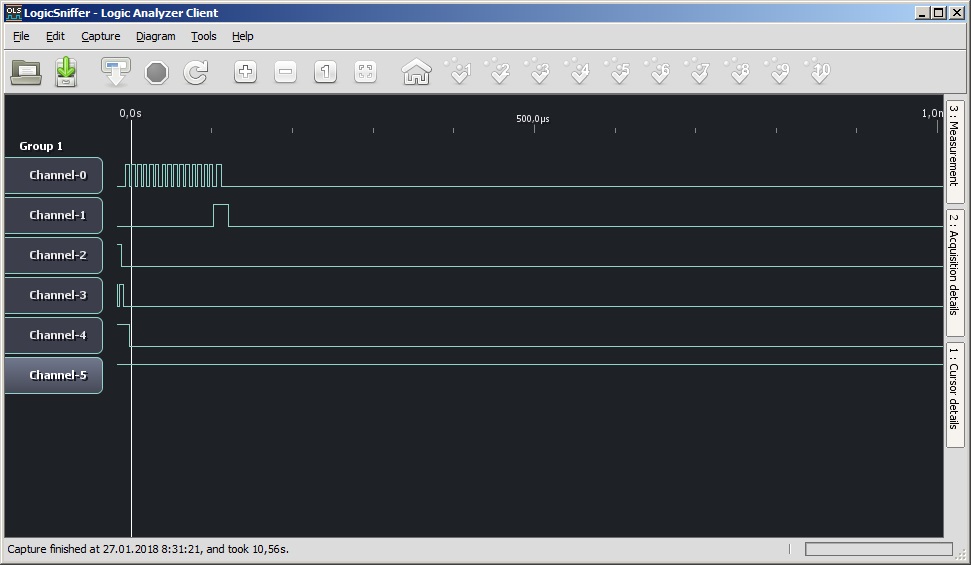 OLS LogicSniffer - Logic Analyzer Client
File Edit Capture Diagram Tools Help
1 1 2 3 4 5 6 7 8 9 10
0,0s 500,0µs 1,0m
Group 1
Channel-0
Channel-1
Channel-2
Channel-3
Channel-4
Channel-5
3 : Measurement
2 : Acquisition details
1 : Cursor details
Capture finished at 27.01.2018 8:31:21, and took 10,56s.